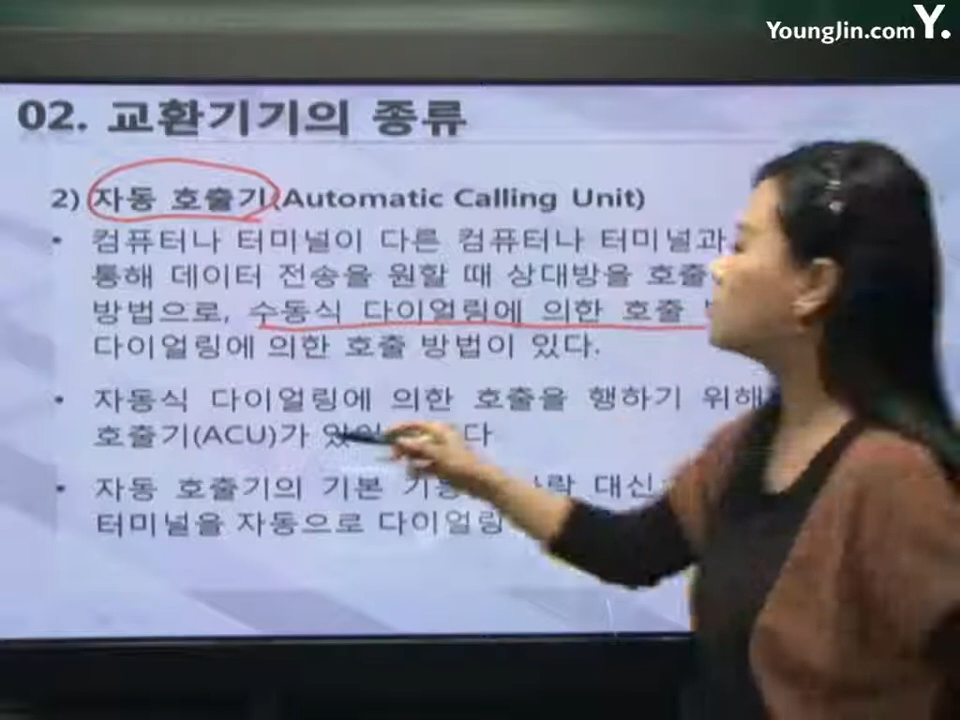 YoungJin.com Y.
02. 교환기기의 종류
2) 자동 호출기(Automatic Calling Unit)
• 컴퓨터나 터미널이 다른 컴퓨터나 터미널과
통해 데이터 전송을 원할 때 상대방을 호출
방법으로, 수동식 다이얼링에 의한 호출
다이얼링에 의한 호출 방법이 있다.
• 자동식 다이얼링에 의한 호출을 행하기 위해
호출기(ACU)가
• 자동 호출기의 기본 대신
터미널을 자동으로 다이얼링